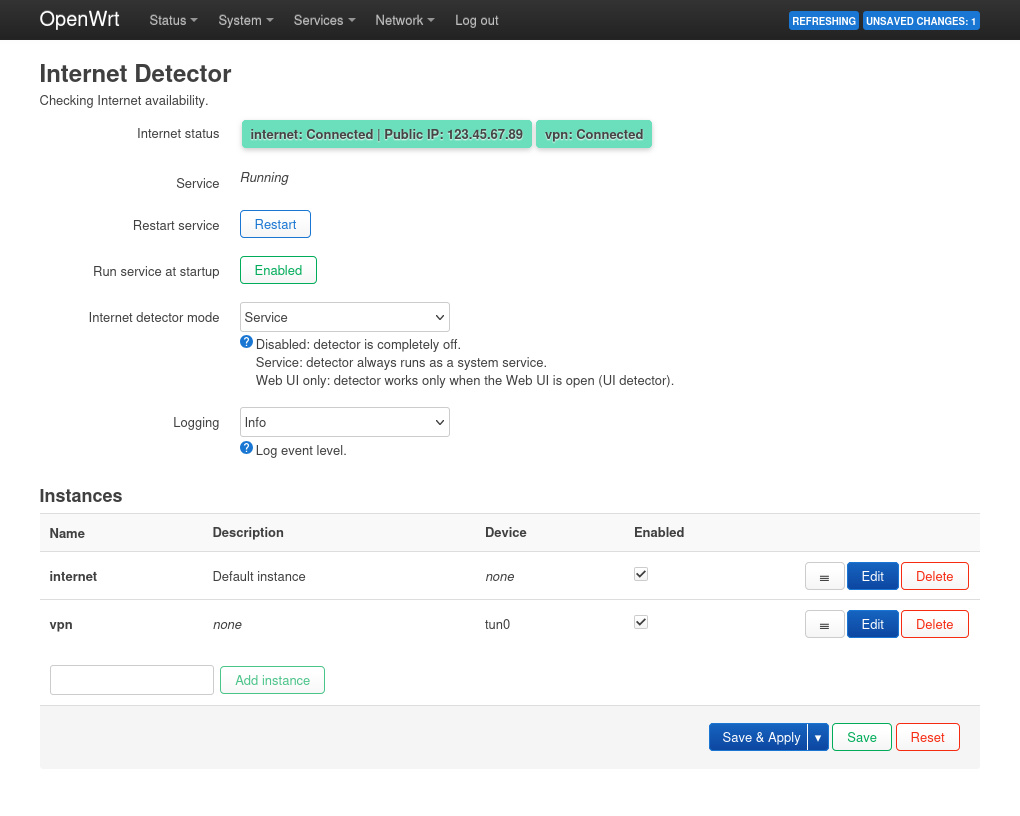 OpenWrt Status System Services Network Log out REFRESHING UNSAVED CHANGES: 1
Internet Detector
Checking Internet availability.
Internet status internet: Connected | Public IP: 123.45.67.89 vpn: Connected
Service Running
Restart service Restart
Run service at startup Enabled
Internet detector mode Service
Disabled: detector is completely off.
Service: detector always runs as a system service.
Web UI only: detector works only when the Web UI is open (UI detector).
Logging Info
Log event level.
Instances
Name Description Device Enabled
internet Default instance none Edit Delete
vpn none tun0 Edit Delete
Add instance
Save & Apply Save Reset